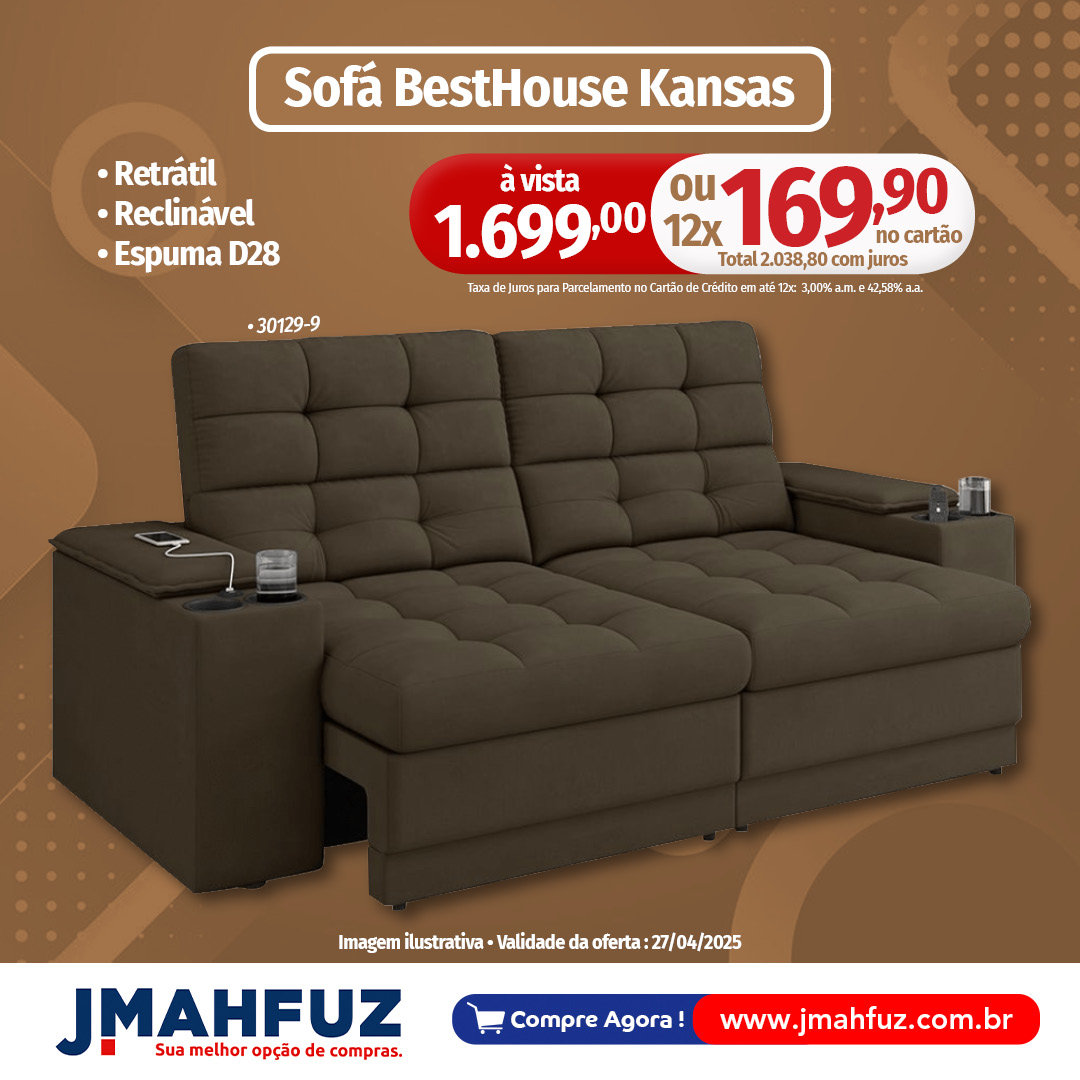 Sofá BestHouse Kansas
• Retrátil
• Reclinável
• Espuma D28
à vista
1.699,00
ou
12x
169,90
no cartão
Total 2.038,80 com juros
Taxa de Juros para Parcelamento no Cartão de Crédito em até 12x: 3,00% a.m. e 42,58% a.a.
• 30129-9
Imagem ilustrativa • Validade da oferta : 27/04/2025
JMAHFUZ
Sua melhor opção de compras.
Compre Agora !
www.jmahfuz.com.br